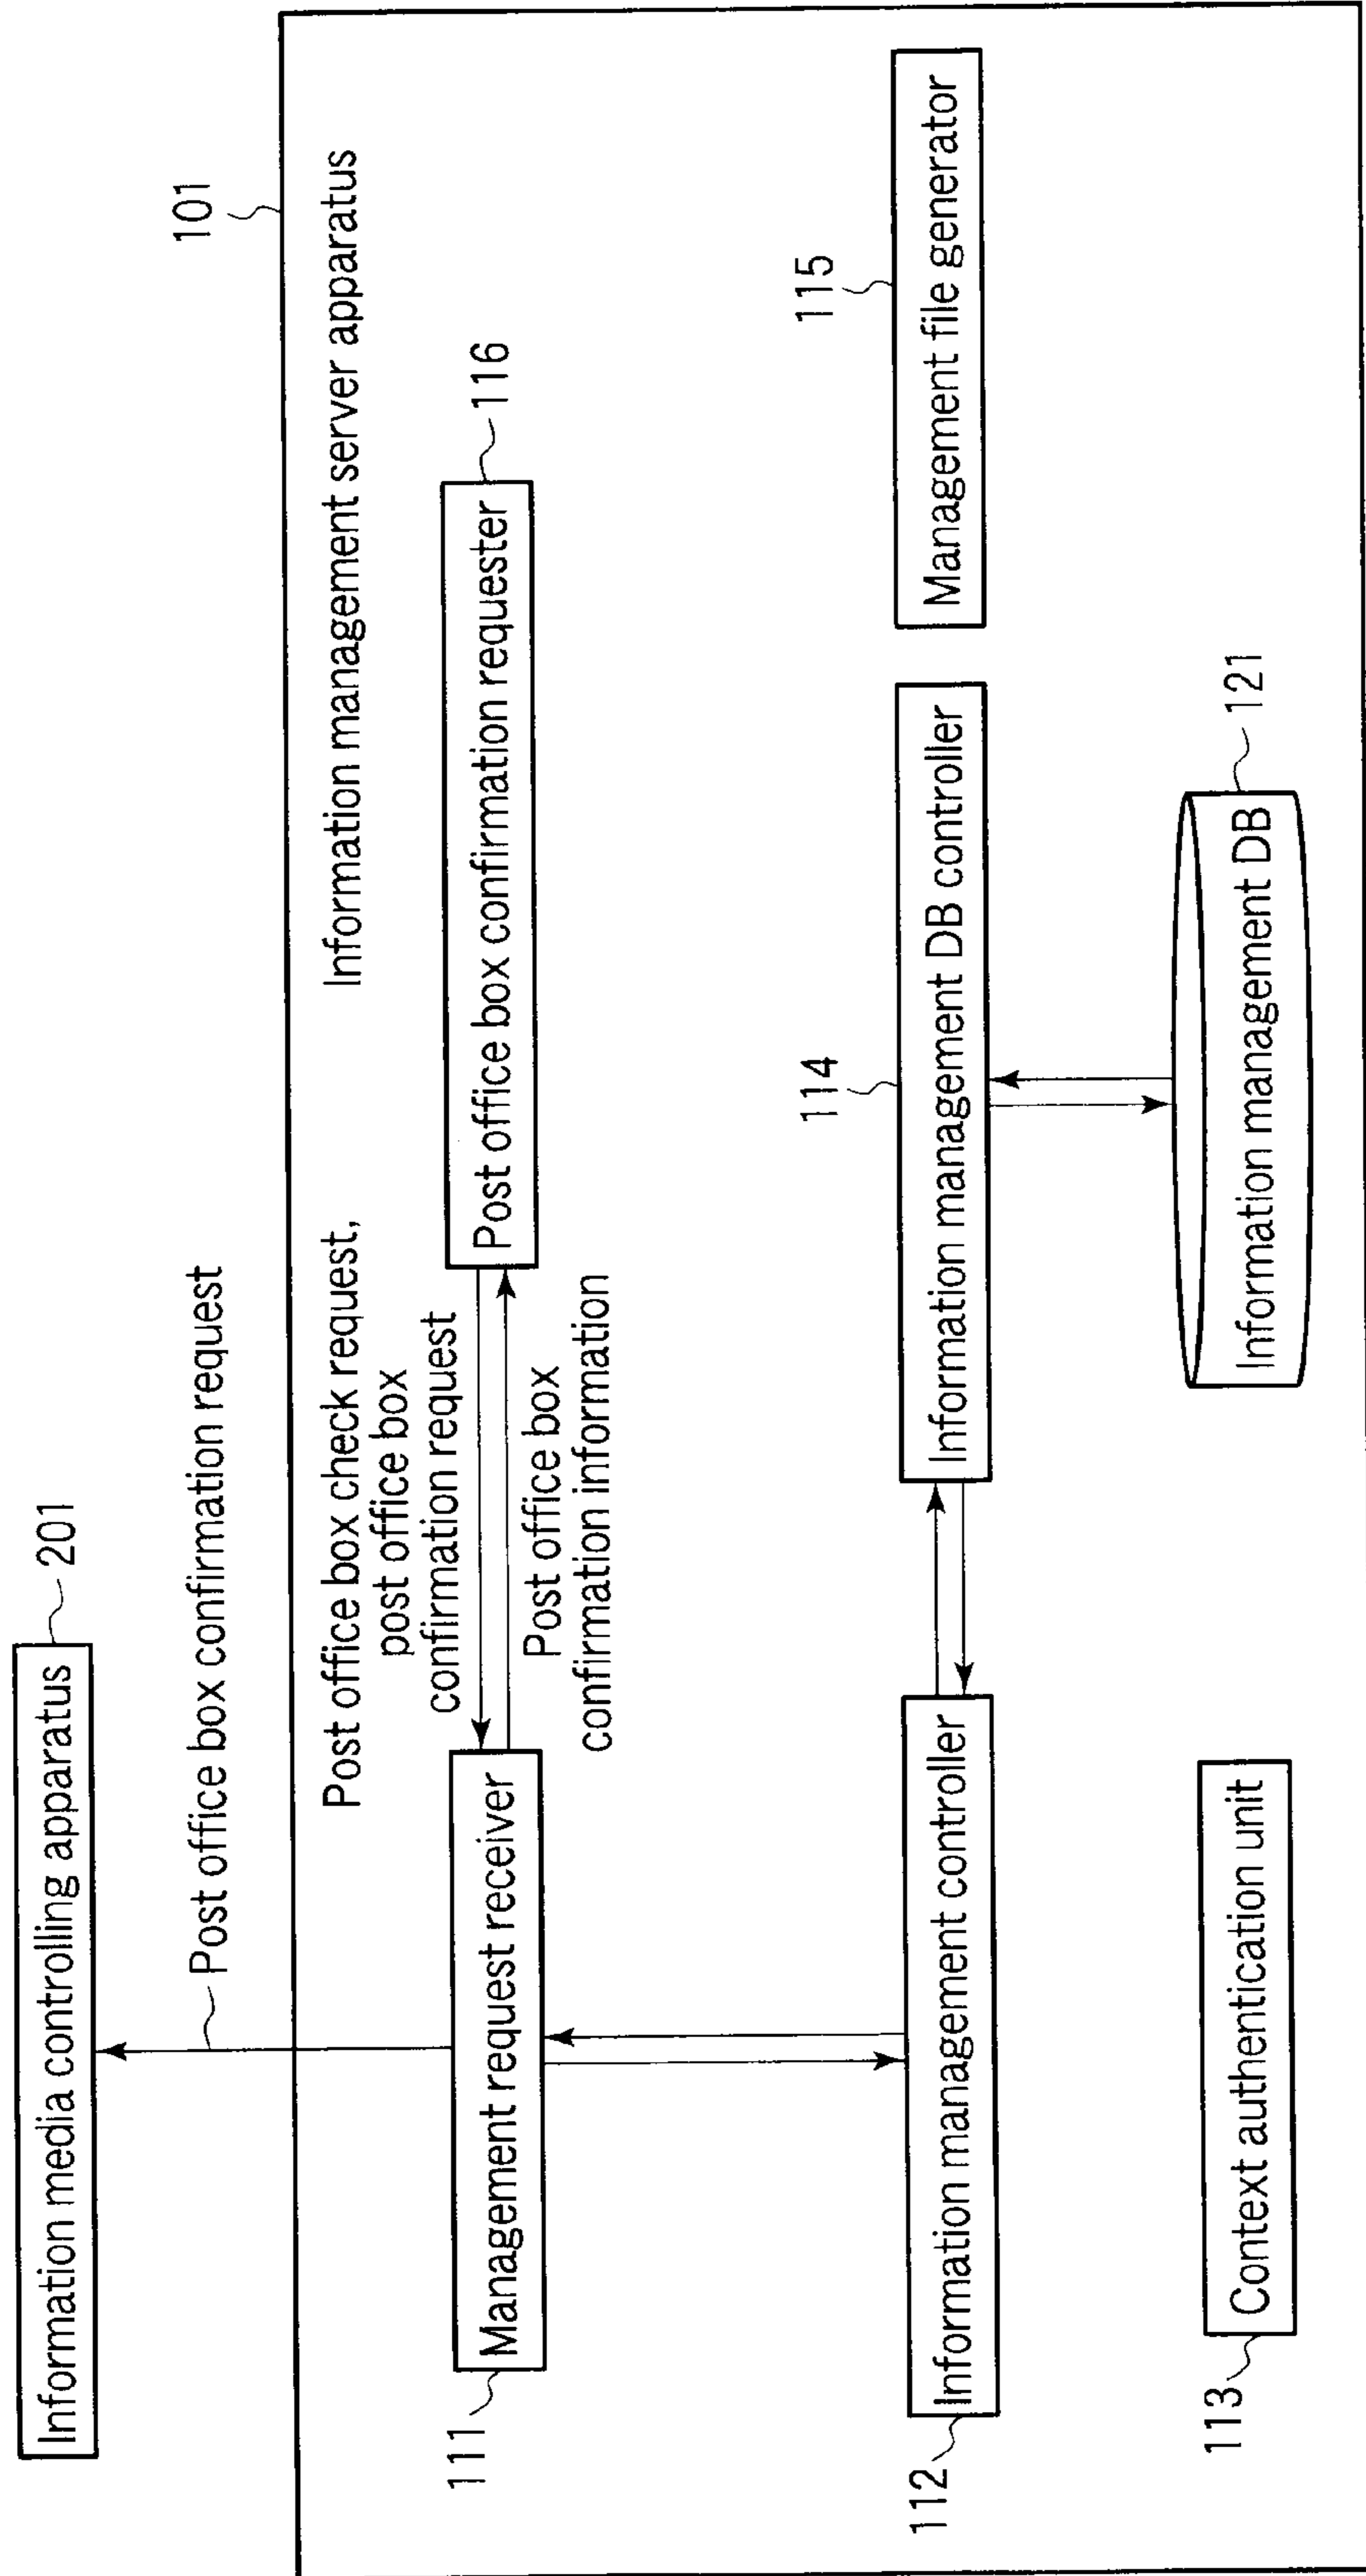 Information media controlling apparatus
201
Post office box confirmation request
101
Information management server apparatus
Post office box check request,
post office box
confirmation request
Post office box
confirmation information
111
Management request receiver
Post office box confirmation requester
116
112
Information management controller
114
Information management DB controller
115
Management file generator
113
Context authentication unit
Information management DB
121